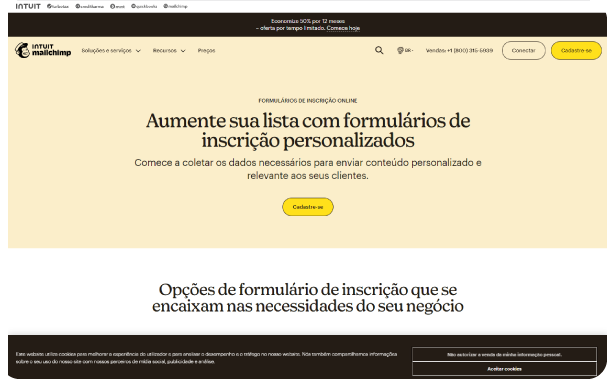 INTUIT turbotax creditkarma quickbooks mailchimp
Economize 50% por 12 meses
– oferta por tempo limitado. Comece hoje
INTUIT mailchimp
Soluções e serviços
Recursos
Preços
BR
Vendas: +1 (800) 315-5939
Conectar
Cadastre-se
FORMULÁRIOS DE INSCRIÇÃO ONLINE
Aumente sua lista com formulários de
inscrição personalizados
Comece a coletar os dados necessários para enviar conteúdo personalizado e
relevante aos seus clientes.
Cadastre-se
Opções de formulário de inscrição que se
encaixam nas necessidades do seu negócio
Este website utiliza cookies para melhorar a experiência do utilizador e para analisar o desempenho e o tráfego no nosso website. Nós também compartilhamos informações
sobre o seu uso do nosso site com nossos parceiros de mídia social, publicidade e análise.
Não autorizar a venda de minha informação pessoal.
Aceitar cookies